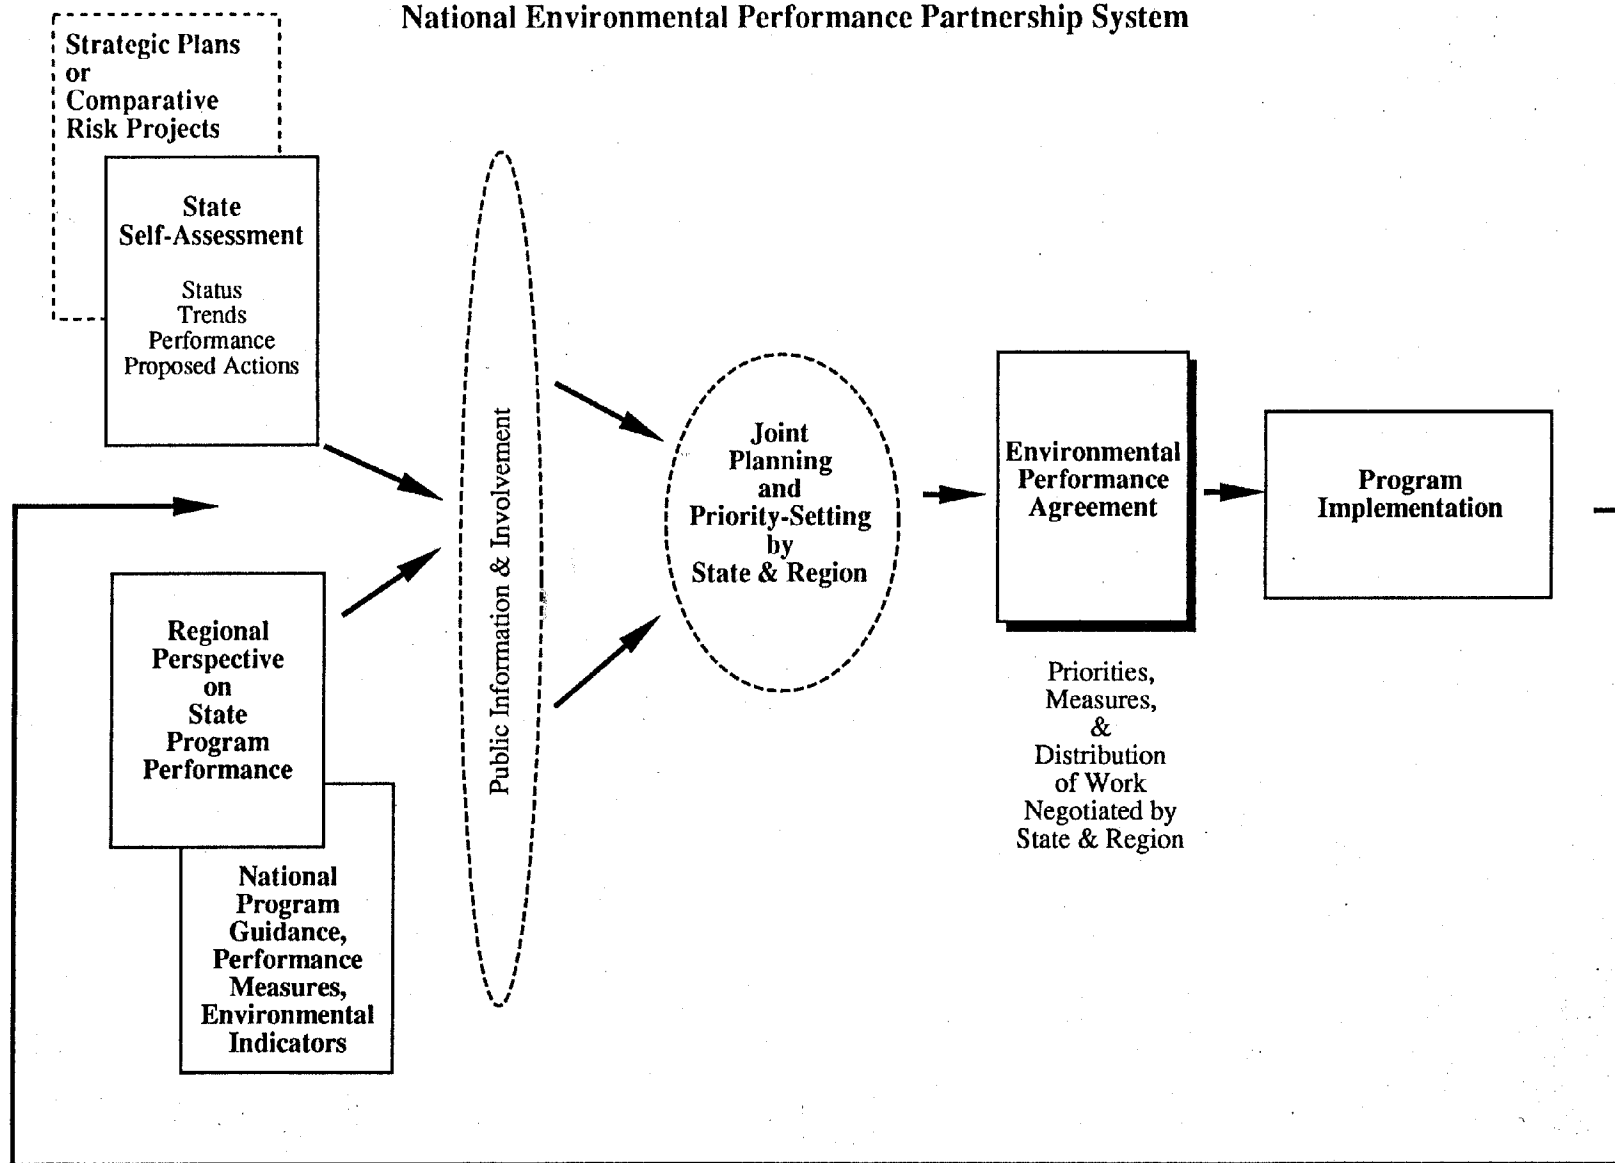 National Environmental Performance Partnership System
Strategic Plans
or
Comparative
Risk Projects
State
Self-Assessment
Status
Trends
Performance
Proposed Actions
Regional
Perspective
on
State
Program
Performance
National
Program
Guidance,
Performance
Measures,
Environmental
Indicators
Public Information & Involvement
Joint
Planning
and
Priority-Setting
by
State & Region
Environmental
Performance
Agreement
Priorities,
Measures,
&
Distribution
of Work
Negotiated by
State & Region
Program
Implementation